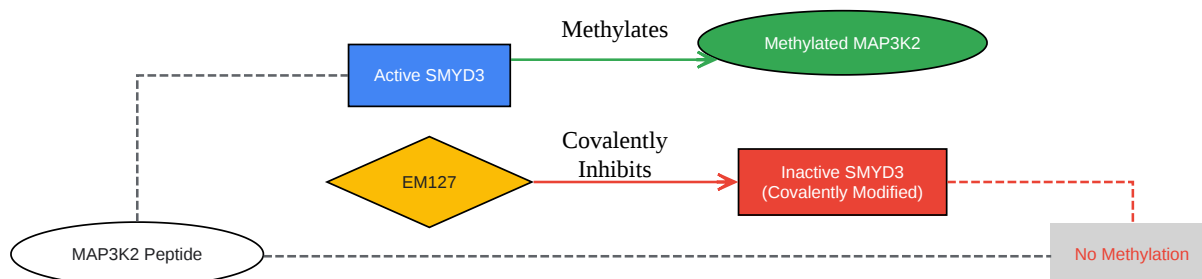 Methylates
Methylated MAP3K2
Active SMYD3
Covalently
Inhibits
EM127
Inactive SMYD3
(Covalently Modified)
MAP3K2 Peptide
No Methylation